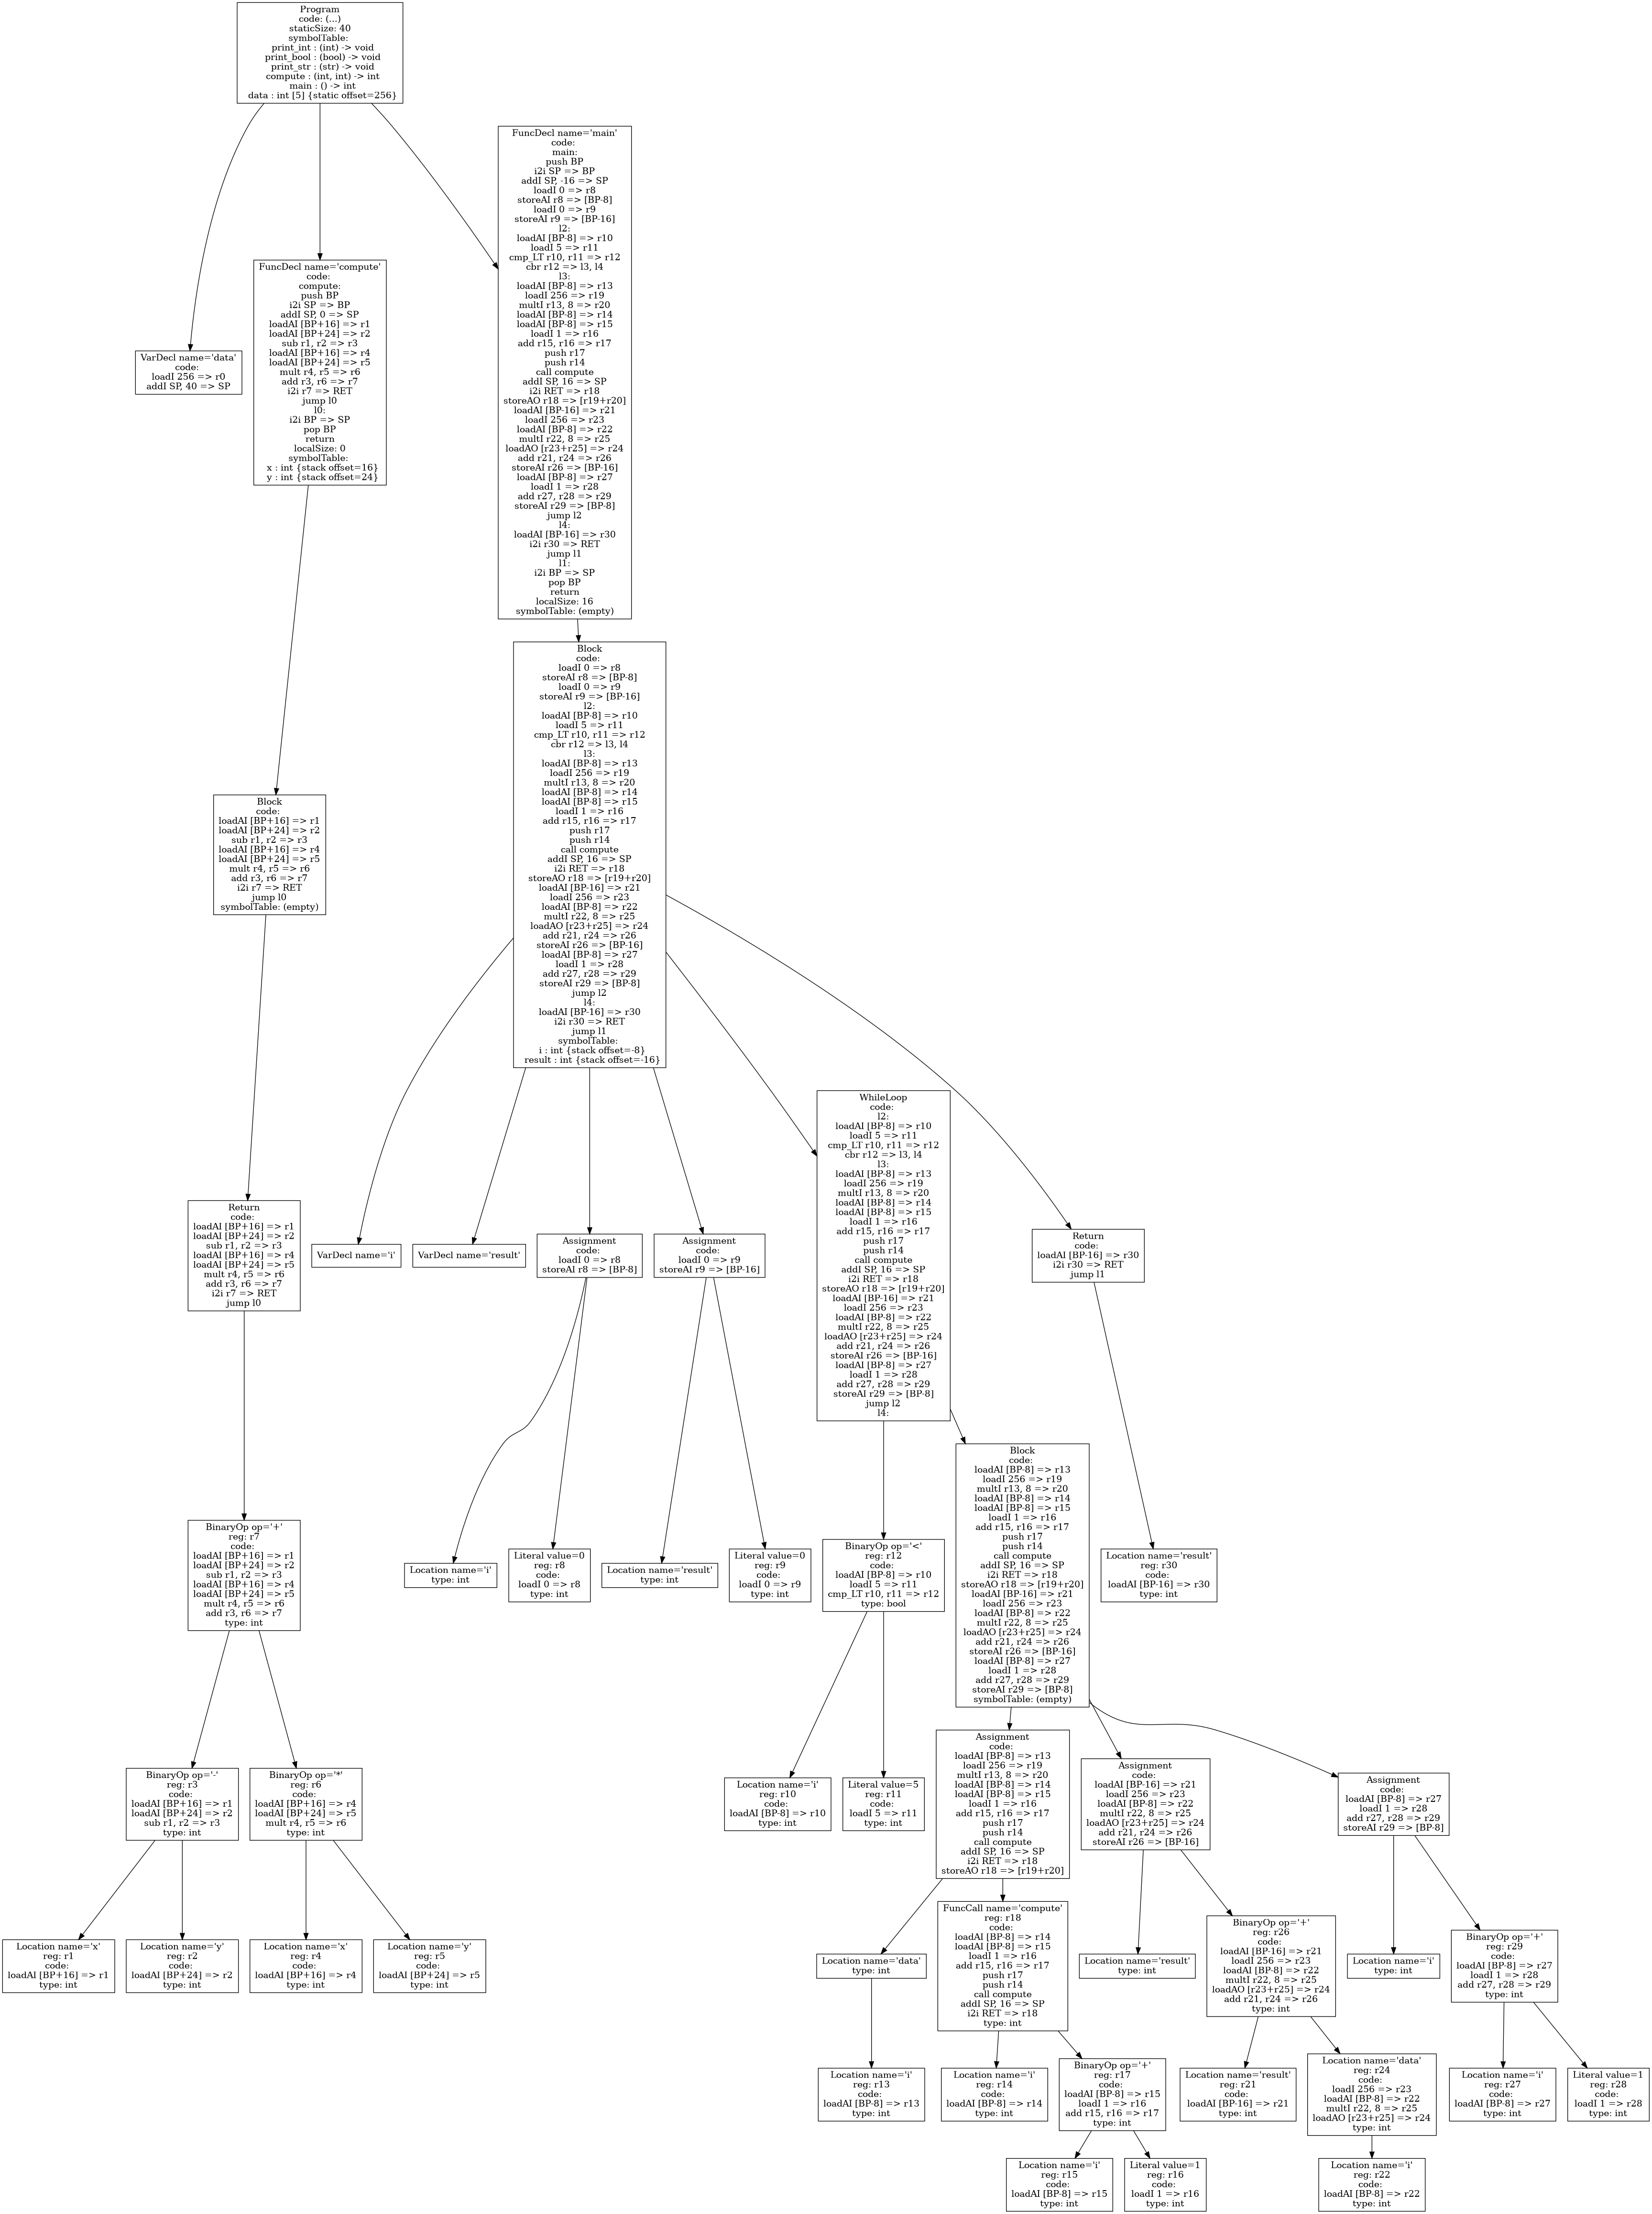 Program
code: (...)
staticSize: 40
symbolTable:
print_int : (int) -> void
print_bool : (bool) -> void
print_str : (str) -> void
compute : (int, int) -> int
main : () -> int
data : int [5] {static offset=256}
VarDecl name='data'
code:
loadI 256 => r0
addI SP, 40 => SP
FuncDecl name='compute'
code:
compute:
push BP
i2i SP => BP
addI SP, 0 => SP
loadAI [BP+16] => r1
loadAI [BP+24] => r2
sub r1, r2 => r3
loadAI [BP+16] => r4
loadAI [BP+24] => r5
mult r4, r5 => r6
add r3, r6 => r7
i2i r7 => RET
jump l0
l0:
i2i BP => SP
pop BP
return
localSize: 0
symbolTable:
x : int {stack offset=16}
y : int {stack offset=24}
FuncDecl name='main'
code:
main:
push BP
i2i SP => BP
addI SP, -16 => SP
loadI 0 => r8
storeAI r8 => [BP-8]
loadI 0 => r9
storeAI r9 => [BP-16]
l2:
loadAI [BP-8] => r10
loadI 5 => r11
cmp_LT r10, r11 => r12
cbr r12 => l3, l4
l3:
loadAI [BP-8] => r13
loadI 256 => r19
multI r13, 8 => r20
loadAI [BP-8] => r14
loadAI [BP-8] => r15
loadI 1 => r16
add r15, r16 => r17
push r17
push r14
call compute
addI SP, 16 => SP
i2i RET => r18
storeAO r18 => [r19+r20]
loadAI [BP-16] => r21
loadI 256 => r23
loadAI [BP-8] => r22
multI r22, 8 => r25
loadAO [r23+r25] => r24
add r21, r24 => r26
storeAI r26 => [BP-16]
loadAI [BP-8] => r27
loadI 1 => r28
add r27, r28 => r29
storeAI r29 => [BP-8]
jump l2
l4:
loadAI [BP-16] => r30
i2i r30 => RET
jump l1
l1:
i2i BP => SP
pop BP
return
localSize: 16
symbolTable: (empty)
Block
code:
loadAI [BP+16] => r1
loadAI [BP+24] => r2
sub r1, r2 => r3
loadAI [BP+16] => r4
loadAI [BP+24] => r5
mult r4, r5 => r6
add r3, r6 => r7
i2i r7 => RET
jump l0
symbolTable: (empty)
Block
code:
loadI 0 => r8
storeAI r8 => [BP-8]
loadI 0 => r9
storeAI r9 => [BP-16]
l2:
loadAI [BP-8] => r10
loadI 5 => r11
cmp_LT r10, r11 => r12
cbr r12 => l3, l4
l3:
loadAI [BP-8] => r13
loadI 256 => r19
multI r13, 8 => r20
loadAI [BP-8] => r14
loadAI [BP-8] => r15
loadI 1 => r16
add r15, r16 => r17
push r17
push r14
call compute
addI SP, 16 => SP
i2i RET => r18
storeAO r18 => [r19+r20]
loadAI [BP-16] => r21
loadI 256 => r23
loadAI [BP-8] => r22
multI r22, 8 => r25
loadAO [r23+r25] => r24
add r21, r24 => r26
storeAI r26 => [BP-16]
loadAI [BP-8] => r27
loadI 1 => r28
add r27, r28 => r29
storeAI r29 => [BP-8]
jump l2
l4:
loadAI [BP-16] => r30
i2i r30 => RET
jump l1
symbolTable:
i : int {stack offset=-8}
result : int {stack offset=-16}
Return
code:
loadAI [BP+16] => r1
loadAI [BP+24] => r2
sub r1, r2 => r3
loadAI [BP+16] => r4
loadAI [BP+24] => r5
mult r4, r5 => r6
add r3, r6 => r7
i2i r7 => RET
jump l0
VarDecl name='i'
VarDecl name='result'
Assignment
code:
loadI 0 => r8
storeAI r8 => [BP-8]
Assignment
code:
loadI 0 => r9
storeAI r9 => [BP-16]
WhileLoop
code:
l2:
loadAI [BP-8] => r10
loadI 5 => r11
cmp_LT r10, r11 => r12
cbr r12 => l3, l4
l3:
loadAI [BP-8] => r13
loadI 256 => r19
multI r13, 8 => r20
loadAI [BP-8] => r14
loadAI [BP-8] => r15
loadI 1 => r16
add r15, r16 => r17
push r17
push r14
call compute
addI SP, 16 => SP
i2i RET => r18
storeAO r18 => [r19+r20]
loadAI [BP-16] => r21
loadI 256 => r23
loadAI [BP-8] => r22
multI r22, 8 => r25
loadAO [r23+r25] => r24
add r21, r24 => r26
storeAI r26 => [BP-16]
loadAI [BP-8] => r27
loadI 1 => r28
add r27, r28 => r29
storeAI r29 => [BP-8]
jump l2
l4:
Return
code:
loadAI [BP-16] => r30
i2i r30 => RET
jump l1
BinaryOp op='+'
reg: r7
code:
loadAI [BP+16] => r1
loadAI [BP+24] => r2
sub r1, r2 => r3
loadAI [BP+16] => r4
loadAI [BP+24] => r5
mult r4, r5 => r6
add r3, r6 => r7
type: int
Location name='i'
type: int
Literal value=0
reg: r8
code:
loadI 0 => r8
type: int
Location name='result'
type: int
Literal value=0
reg: r9
code:
loadI 0 => r9
type: int
BinaryOp op='<'
reg: r12
code:
loadAI [BP-8] => r10
loadI 5 => r11
cmp_LT r10, r11 => r12
type: bool
Block
code:
loadAI [BP-8] => r13
loadI 256 => r19
multI r13, 8 => r20
loadAI [BP-8] => r14
loadAI [BP-8] => r15
loadI 1 => r16
add r15, r16 => r17
push r17
push r14
call compute
addI SP, 16 => SP
i2i RET => r18
storeAO r18 => [r19+r20]
loadAI [BP-16] => r21
loadI 256 => r23
loadAI [BP-8] => r22
multI r22, 8 => r25
loadAO [r23+r25] => r24
add r21, r24 => r26
storeAI r26 => [BP-16]
loadAI [BP-8] => r27
loadI 1 => r28
add r27, r28 => r29
storeAI r29 => [BP-8]
symbolTable: (empty)
Location name='result'
reg: r30
code:
loadAI [BP-16] => r30
type: int
BinaryOp op='-'
reg: r3
code:
loadAI [BP+16] => r1
loadAI [BP+24] => r2
sub r1, r2 => r3
type: int
BinaryOp op='*'
reg: r6
code:
loadAI [BP+16] => r4
loadAI [BP+24] => r5
mult r4, r5 => r6
type: int
Location name='i'
reg: r10
code:
loadAI [BP-8] => r10
type: int
Literal value=5
reg: r11
code:
loadI 5 => r11
type: int
Assignment
code:
loadAI [BP-8] => r13
loadI 256 => r19
multI r13, 8 => r20
loadAI [BP-8] => r14
loadAI [BP-8] => r15
loadI 1 => r16
add r15, r16 => r17
push r17
push r14
call compute
addI SP, 16 => SP
i2i RET => r18
storeAO r18 => [r19+r20]
Assignment
code:
loadAI [BP-16] => r21
loadI 256 => r23
loadAI [BP-8] => r22
multI r22, 8 => r25
loadAO [r23+r25] => r24
add r21, r24 => r26
storeAI r26 => [BP-16]
Assignment
code:
loadAI [BP-8] => r27
loadI 1 => r28
add r27, r28 => r29
storeAI r29 => [BP-8]
Location name='x'
reg: r1
code:
loadAI [BP+16] => r1
type: int
Location name='y'
reg: r2
code:
loadAI [BP+24] => r2
type: int
Location name='x'
reg: r4
code:
loadAI [BP+16] => r4
type: int
Location name='y'
reg: r5
code:
loadAI [BP+24] => r5
type: int
Location name='data'
type: int
FuncCall name='compute'
reg: r18
code:
loadAI [BP-8] => r14
loadAI [BP-8] => r15
loadI 1 => r16
add r15, r16 => r17
push r17
push r14
call compute
addI SP, 16 => SP
i2i RET => r18
type: int
Location name='result'
type: int
BinaryOp op='+'
reg: r26
code:
loadAI [BP-16] => r21
loadI 256 => r23
loadAI [BP-8] => r22
multI r22, 8 => r25
loadAO [r23+r25] => r24
add r21, r24 => r26
type: int
Location name='i'
type: int
BinaryOp op='+'
reg: r29
code:
loadAI [BP-8] => r27
loadI 1 => r28
add r27, r28 => r29
type: int
Location name='i'
reg: r13
code:
loadAI [BP-8] => r13
type: int
Location name='i'
reg: r14
code:
loadAI [BP-8] => r14
type: int
BinaryOp op='+'
reg: r17
code:
loadAI [BP-8] => r15
loadI 1 => r16
add r15, r16 => r17
type: int
Location name='result'
reg: r21
code:
loadAI [BP-16] => r21
type: int
Location name='data'
reg: r24
code:
loadI 256 => r23
loadAI [BP-8] => r22
multI r22, 8 => r25
loadAO [r23+r25] => r24
type: int
Location name='i'
reg: r27
code:
loadAI [BP-8] => r27
type: int
Literal value=1
reg: r28
code:
loadI 1 => r28
type: int
Location name='i'
reg: r15
code:
loadAI [BP-8] => r15
type: int
Literal value=1
reg: r16
code:
loadI 1 => r16
type: int
Location name='i'
reg: r22
code:
loadAI [BP-8] => r22
type: int